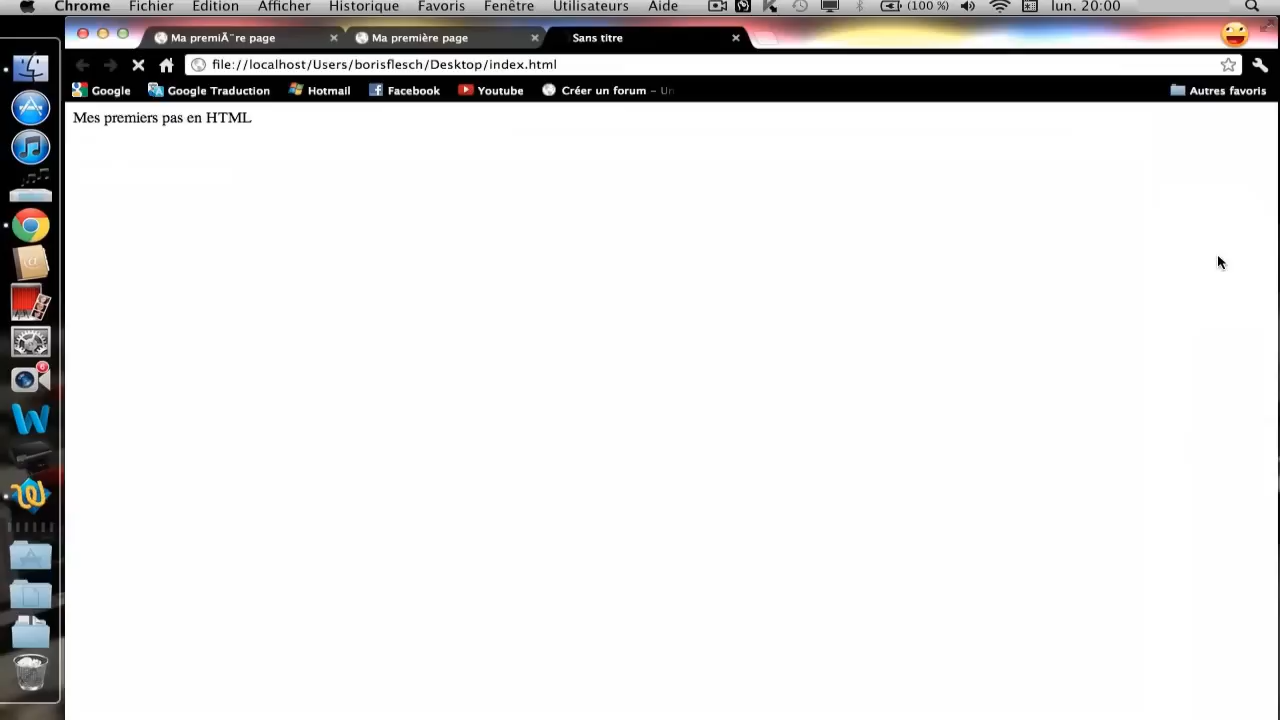 Chrome Fichier Edition Afficher Historique Favoris Fenêtre Utilisateurs Aide (100 %) lun. 20:00
Ma premiÃ¨re page Ma première page Sans titre
file://localhost/Users/borisflesch/Desktop/index.html
Google Google Traduction Hotmail Facebook Youtube Créer un forum – Un Autres favoris
Mes premiers pas en HTML